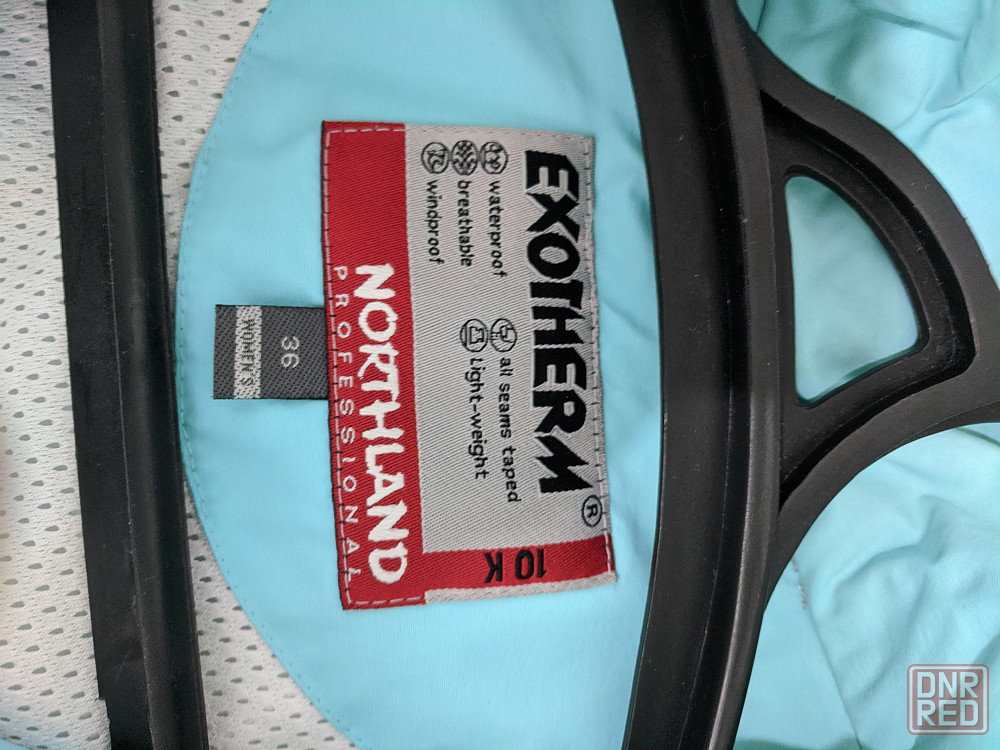 EXOTHERM®
waterproof
breathable
windproof
all seams taped
light-weight
10 K
NORTHLAND
PROFESSIONAL
36
WOMEN'S
DNR
RED